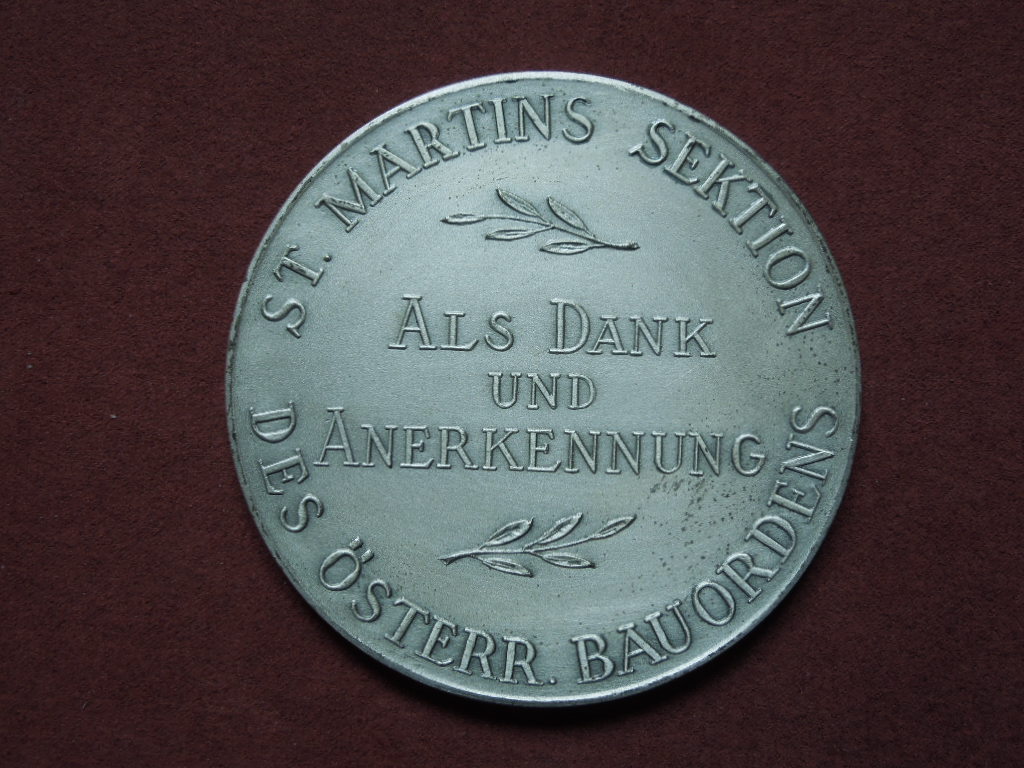 ST. MARTINS SEKTION
ALS DANK
UND
ANERKENNUNG
DES ÖSTERR. BAUORDENS